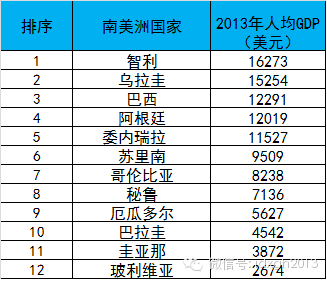 排序 南美洲国家 2013年人均GDP
（美元）
1 智利 16273
2 乌拉圭 15254
3 巴西 12291
4 阿根廷 12019
5 委内瑞拉 11527
6 苏里南 9509
7 哥伦比亚 8238
8 秘鲁 7136
9 厄瓜多尔 5627
10 巴拉圭 4542
11 圭亚那 3872
12 玻利维亚 2674
微信号: